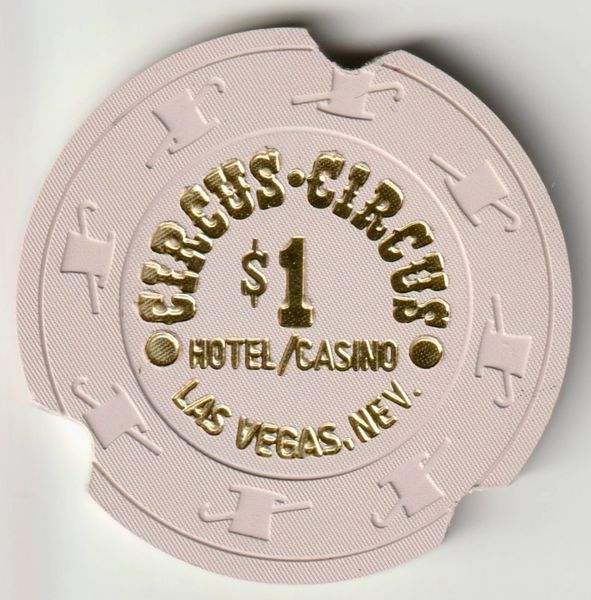 CIRCUS·CIRCUS
$1
HOTEL/CASINO
LAS VEGAS, NEV.